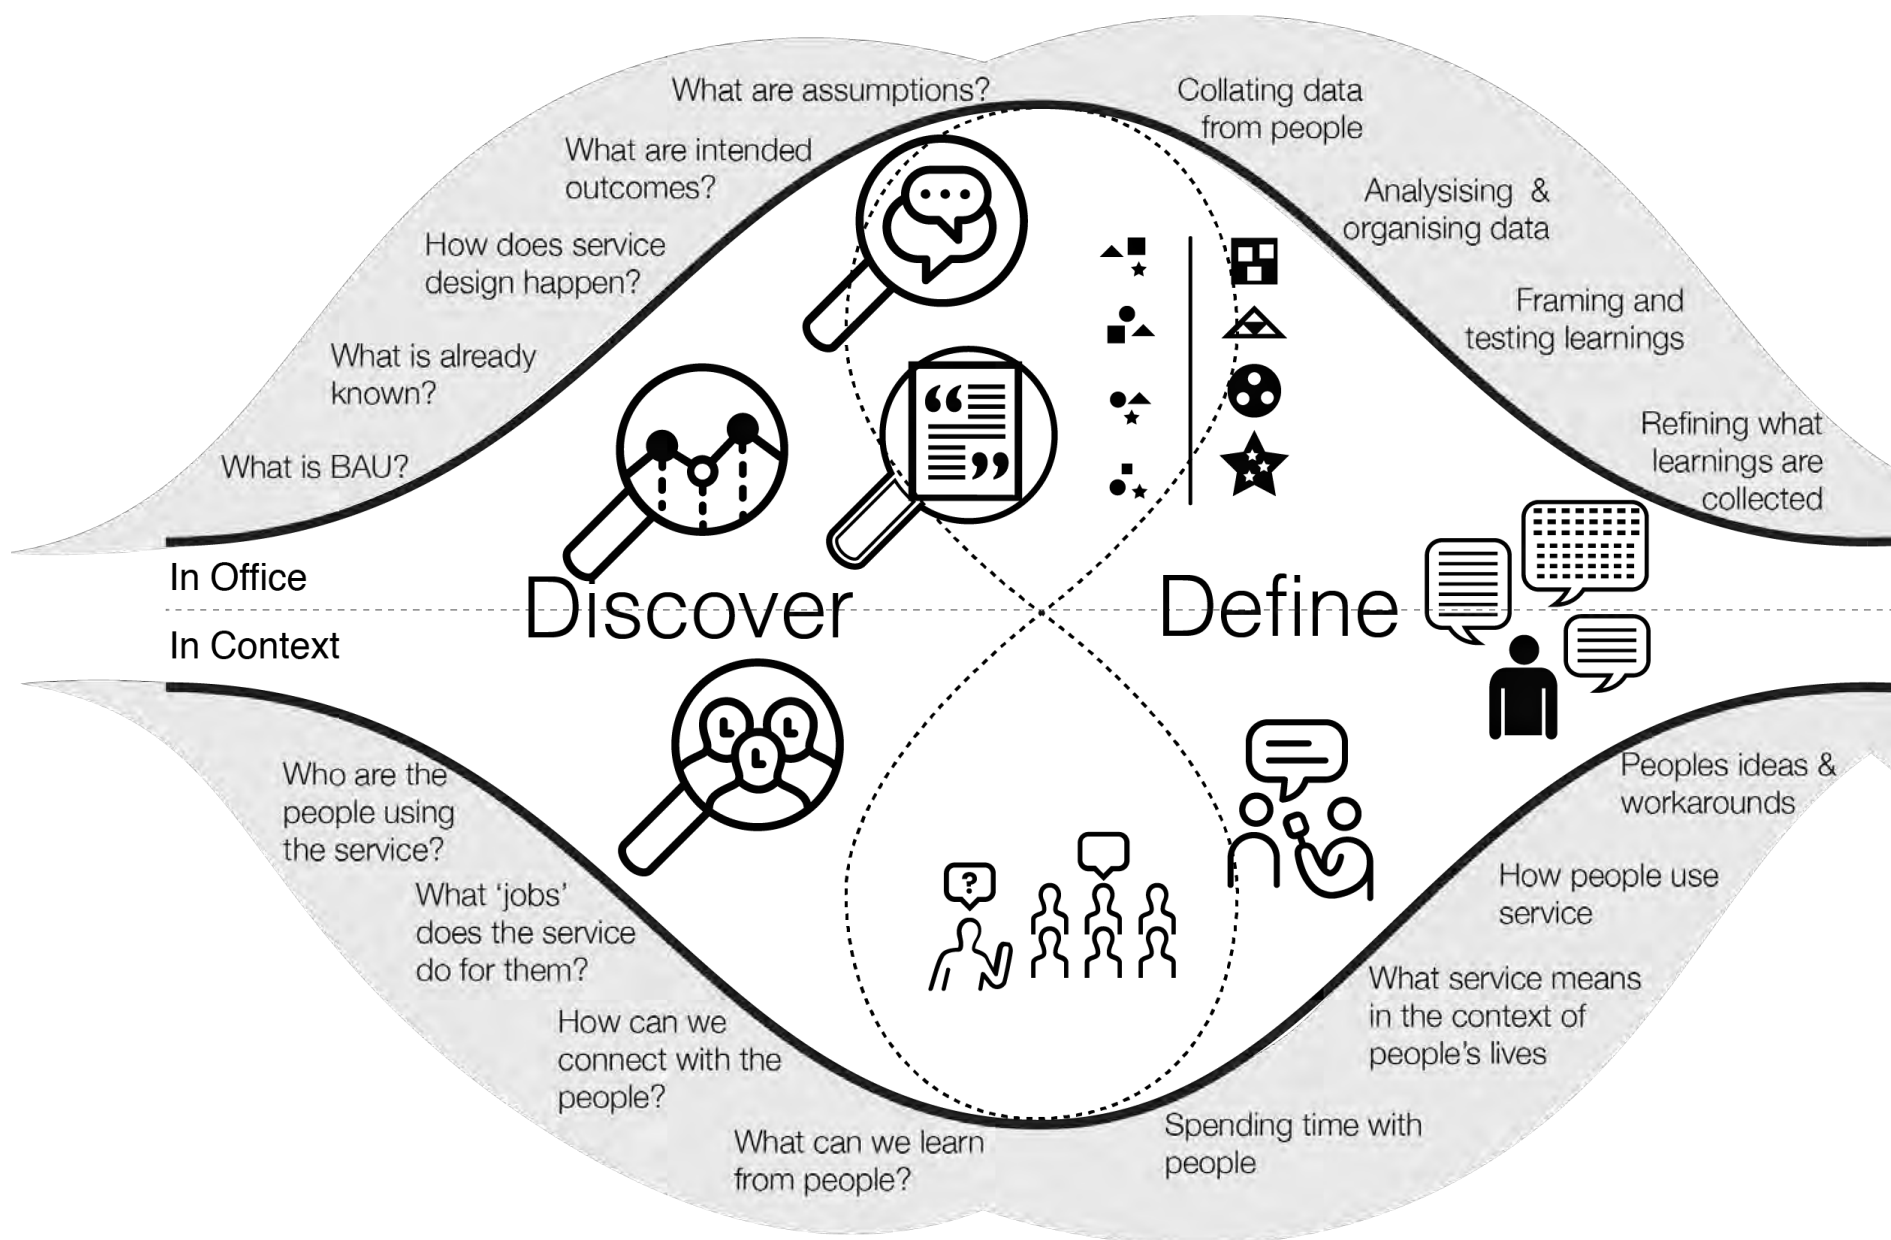 What are assumptions?
What are intended
outcomes?
How does service
design happen?
What is already
known?
What is BAU?
Collating data
from people
Analysising &
organising data
Framing and
testing learnings
Refining what
learnings are
collected
In Office
Discover
Define
In Context
Who are the
people using
the service?
What ‘jobs’
does the service
do for them?
How can we
connect with the
people?
What can we learn
from people?
?
Peoples ideas &
workarounds
How people use
service
What service means
in the context of
people's lives
Spending time with
people